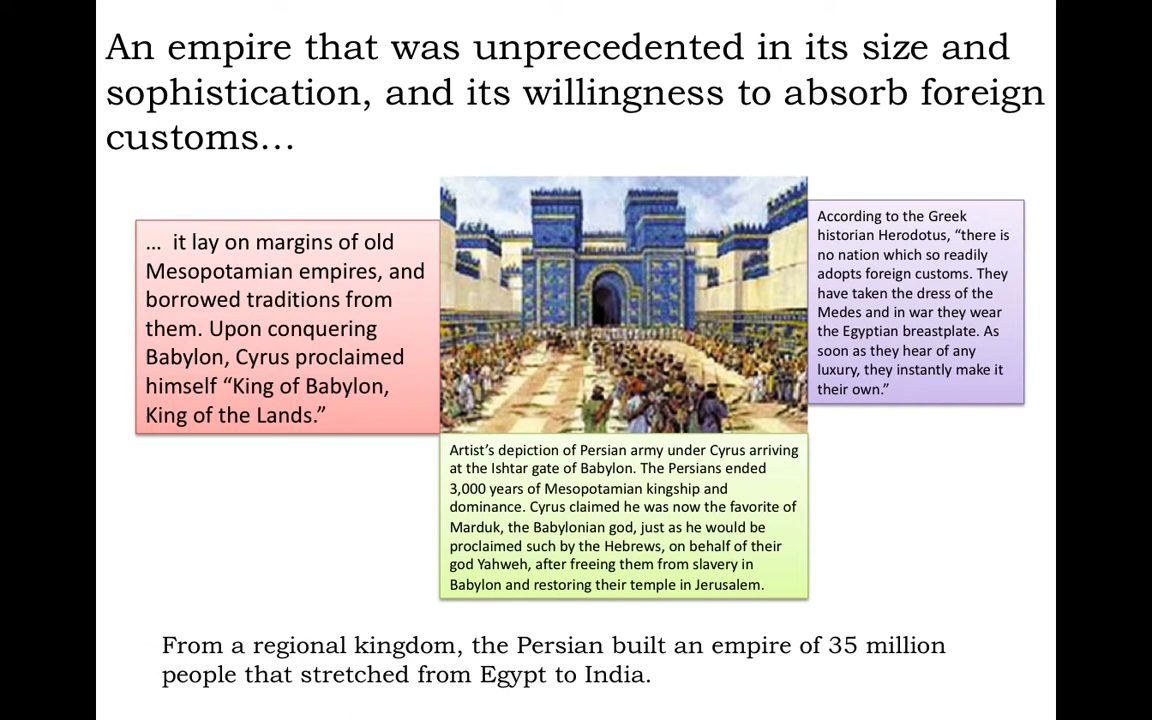 An empire that was unprecedented in its size and
sophistication, and its willingness to absorb foreign
customs…
… it lay on margins of old
Mesopotamian empires, and
borrowed traditions from
them. Upon conquering
Babylon, Cyrus proclaimed
himself “King of Babylon,
King of the Lands.”
According to the Greek
historian Herodotus, “there is
no nation which so readily
adopts foreign customs. They
have taken the dress of the
Medes and in war they wear
the Egyptian breastplate. As
soon as they hear of any
luxury, they instantly make it
their own.”
Artist’s depiction of Persian army under Cyrus arriving
at the Ishtar gate of Babylon. The Persians ended
3,000 years of Mesopotamian kingship and
dominance. Cyrus claimed he was now the favorite of
Marduk, the Babylonian god, just as he would be
proclaimed such by the Hebrews, on behalf of their
god Yahweh, after freeing them from slavery in
Babylon and restoring their temple in Jerusalem.
From a regional kingdom, the Persian built an empire of 35 million
people that stretched from Egypt to India.